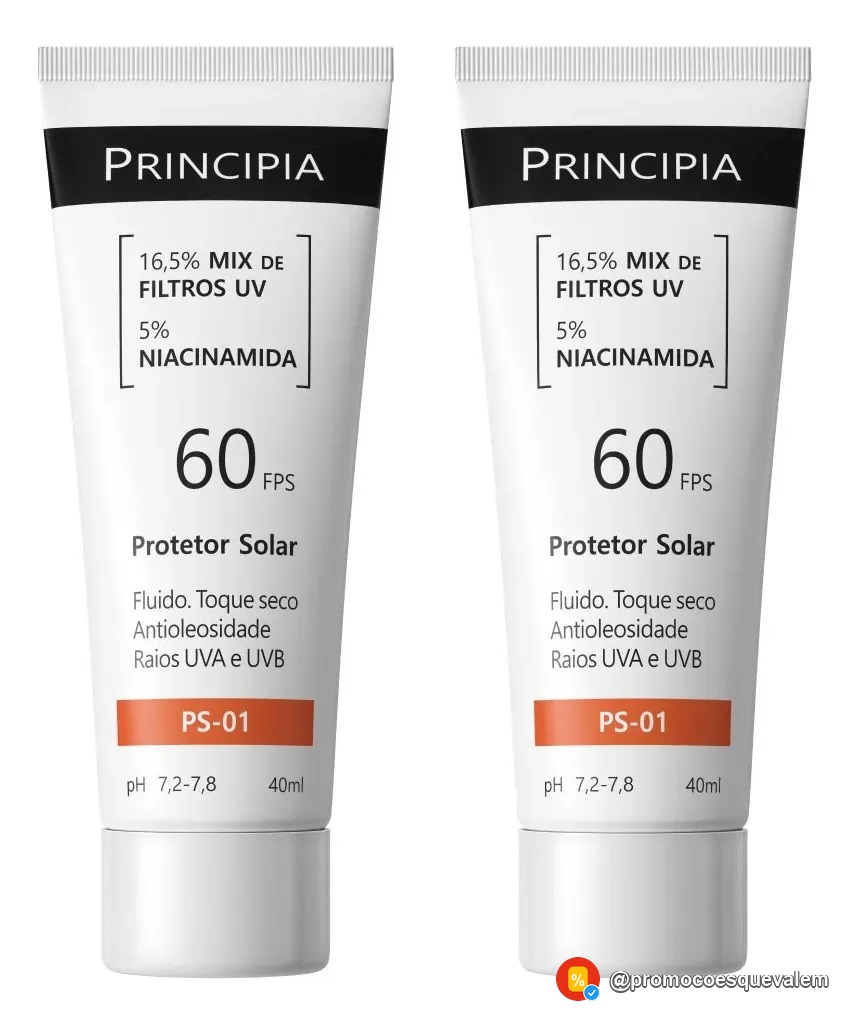 PRINCIPIA
16,5% MIX DE
FILTROS UV
5%
NIACINAMIDA
60 FPS
Protetor Solar
Fluido. Toque seco
Antioleosidade
Raios UVA e UVB
PS-01
pH 7,2-7,8 40ml
PRINCIPIA
16,5% MIX DE
FILTROS UV
5%
NIACINAMIDA
60 FPS
Protetor Solar
Fluido. Toque seco
Antioleosidade
Raios UVA e UVB
PS-01
pH 7,2-7,8 40ml
% @promocoesquevalem